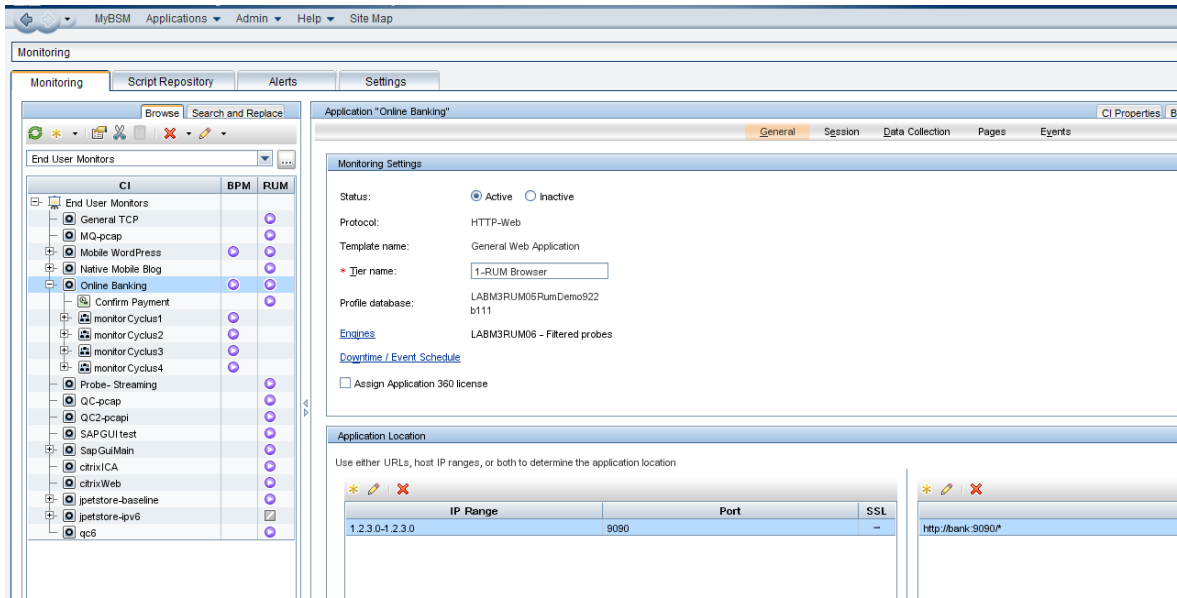 MyBSM Applications Admin Help Site Map
Monitoring
Monitoring Script Repository Alerts Settings
Browse Search and Replace
End User Monitors
...
CI BPM RUM
End User Monitors
General TCP
MQ-pcap
Mobile WordPress
Native Mobile Blog
Online Banking
Confirm Payment
monitorCyclus1
monitorCyclus2
monitorCyclus3
monitorCyclus4
Probe- Streaming
QC-pcap
QC2-pcapi
SAPGUI test
SapGuiMain
citrixICA
citrixWeb
jpetstore-baseline
jpetstore-ipv6
qc6
Application "Online Banking"
CI Properties B
General Session Data Collection Pages Events
Monitoring Settings
Status: Active Inactive
Protocol: HTTP-Web
Template name: General Web Application
* Tier name: 1-RUM Browser
Profile database: LABM3RUM05RumDemo922
b111
Engines LABM3RUM06 - Filtered probes
Downtime / Event Schedule
Assign Application 360 license
Application Location
Use either URLs, host IP ranges, or both to determine the application location
IP Range Port SSL
1.2.3.0-1.2.3.0 9090 --
http://bank:9090/*